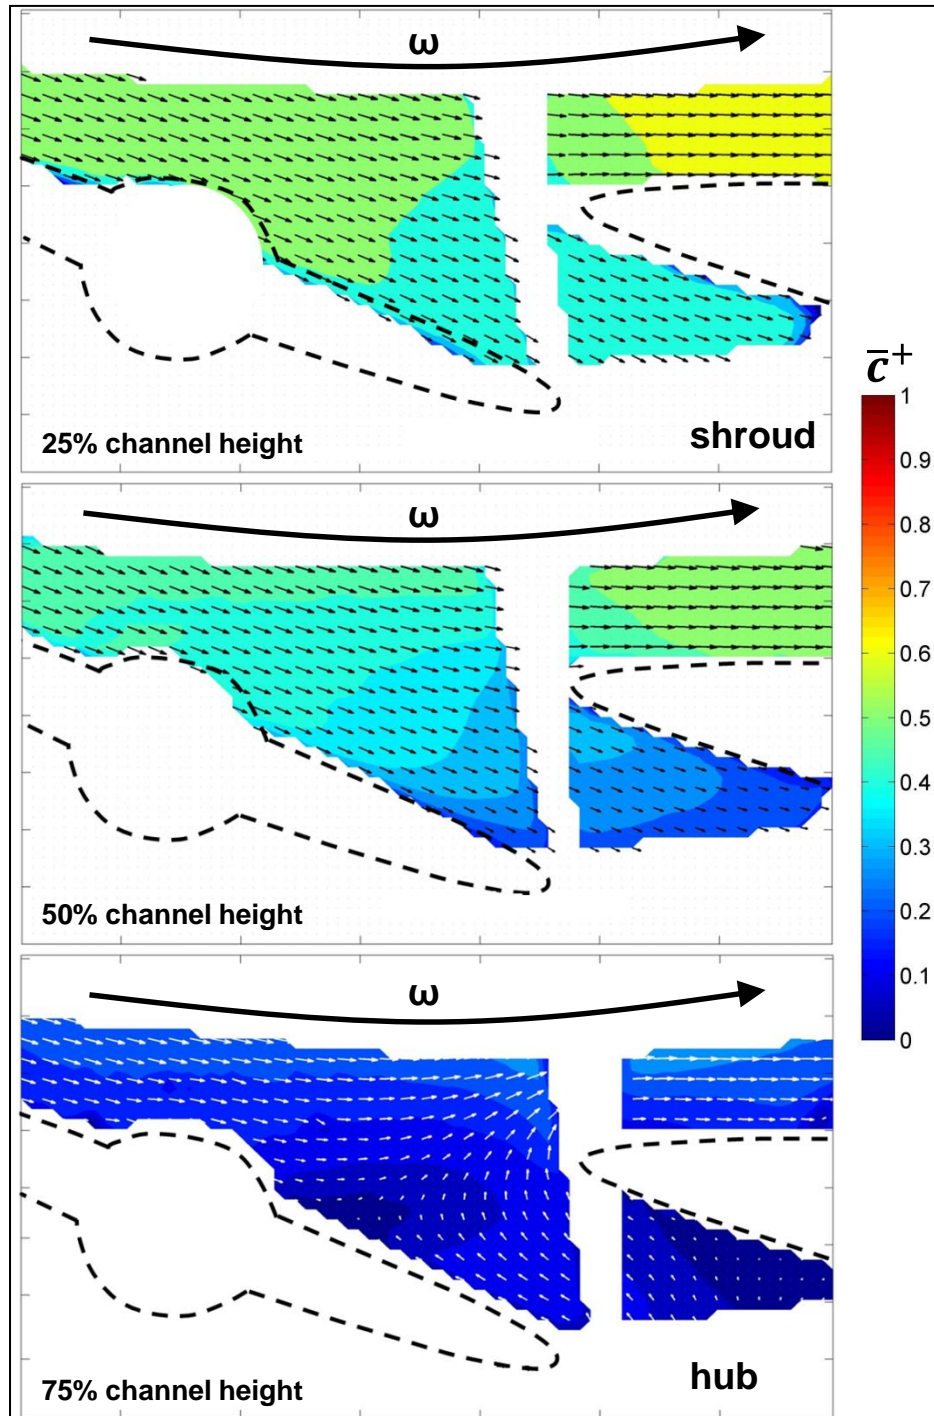 ω
25% channel height
shroud
ω
50% channel height
ω
75% channel height
hub
c̅⁺
1
0.9
0.8
0.7
0.6
0.5
0.4
0.3
0.2
0.1
0